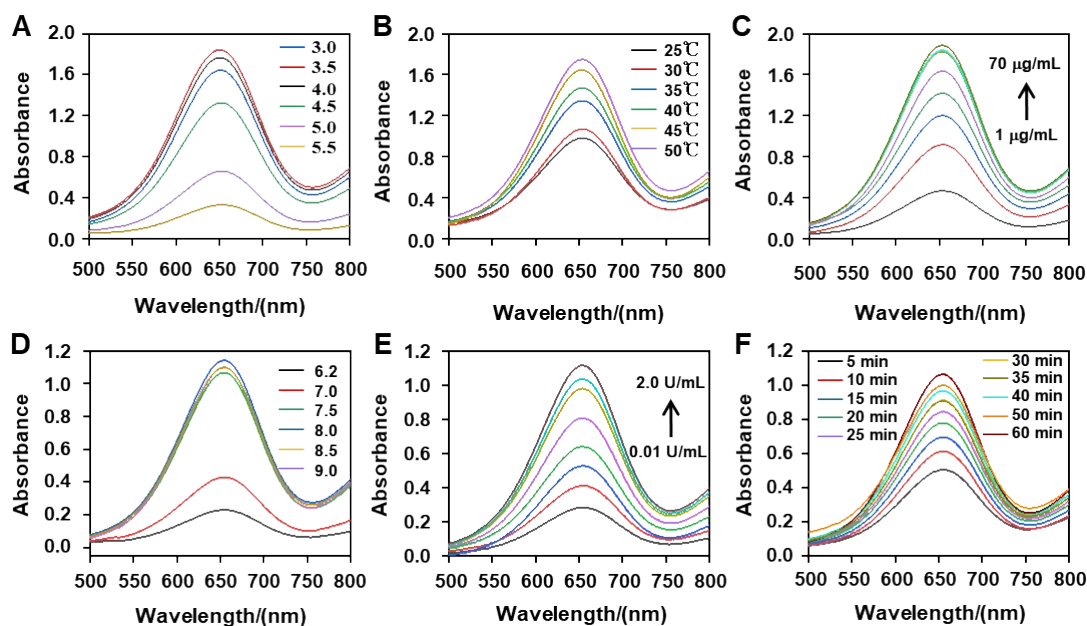 A
Absorbance
2.0
1.6
1.2
0.8
0.4
0.0
3.0
3.5
4.0
4.5
5.0
5.5
500 550 600 650 700 750 800
Wavelength/(nm)
B
Absorbance
2.0
1.6
1.2
0.8
0.4
0.0
25℃
30℃
35℃
40℃
45℃
50℃
500 550 600 650 700 750 800
Wavelength/(nm)
C
Absorbance
2.0
1.6
1.2
0.8
0.4
0.0
70 µg/mL
1 µg/mL
500 550 600 650 700 750 800
Wavelength/(nm)
D
Absorbance
1.2
1.0
0.8
0.6
0.4
0.2
0.0
6.2
7.0
7.5
8.0
8.5
9.0
500 550 600 650 700 750 800
Wavelength/(nm)
E
Absorbance
1.2
1.0
0.8
0.6
0.4
0.2
0.0
2.0 U/mL
0.01 U/mL
500 550 600 650 700 750 800
Wavelength/(nm)
F
Absorbance
1.2
1.0
0.8
0.6
0.4
0.2
0.0
5 min
10 min
15 min
20 min
25 min
30 min
35 min
40 min
50 min
60 min
500 550 600 650 700 750 800
Wavelength/(nm)